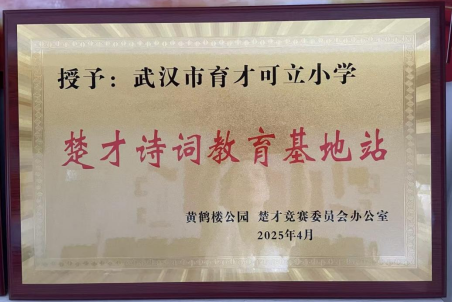 授予：武汉市育才可立小学
楚才诗词教育基地站
黄鹤楼公园 楚才竞赛委员会办公室
2025年4月